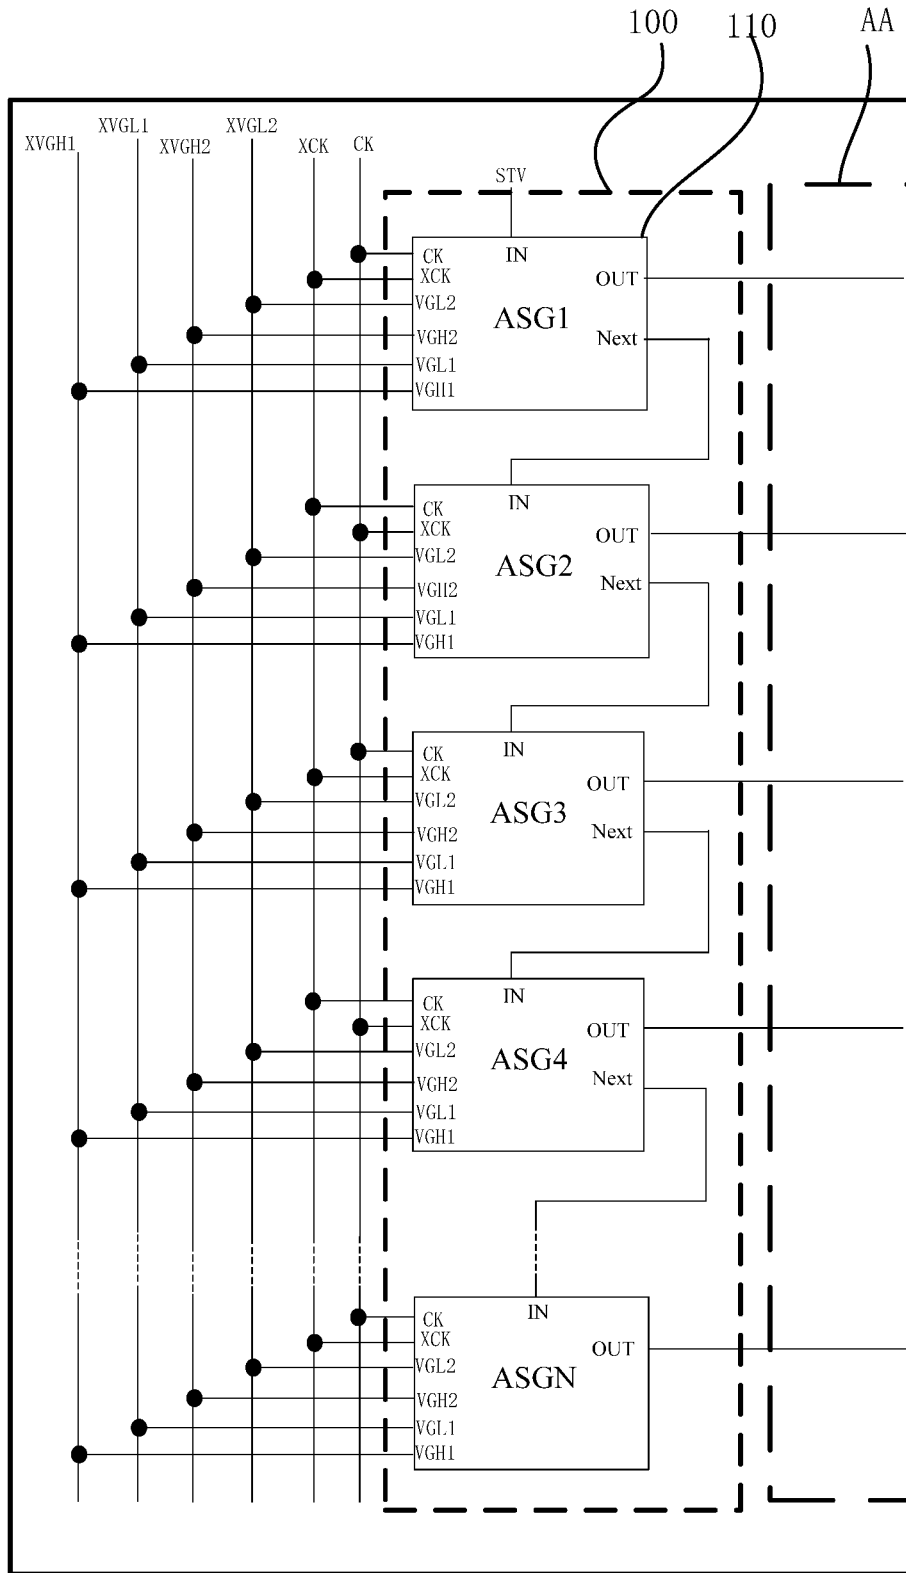 100 110 AA
XVGH1 XVGL1 XVGH2 XVGL2 XCK CK
STV
IN
CK
XCK
VGL2
VGH2
VGL1
VGH1
ASG1
OUT
Next
IN
CK
XCK
VGL2
VGH2
VGL1
VGH1
ASG2
OUT
Next
IN
CK
XCK
VGL2
VGH2
VGL1
VGH1
ASG3
OUT
Next
IN
CK
XCK
VGL2
VGH2
VGL1
VGH1
ASG4
OUT
Next
IN
CK
XCK
VGL2
VGH2
VGL1
VGH1
ASGN
OUT